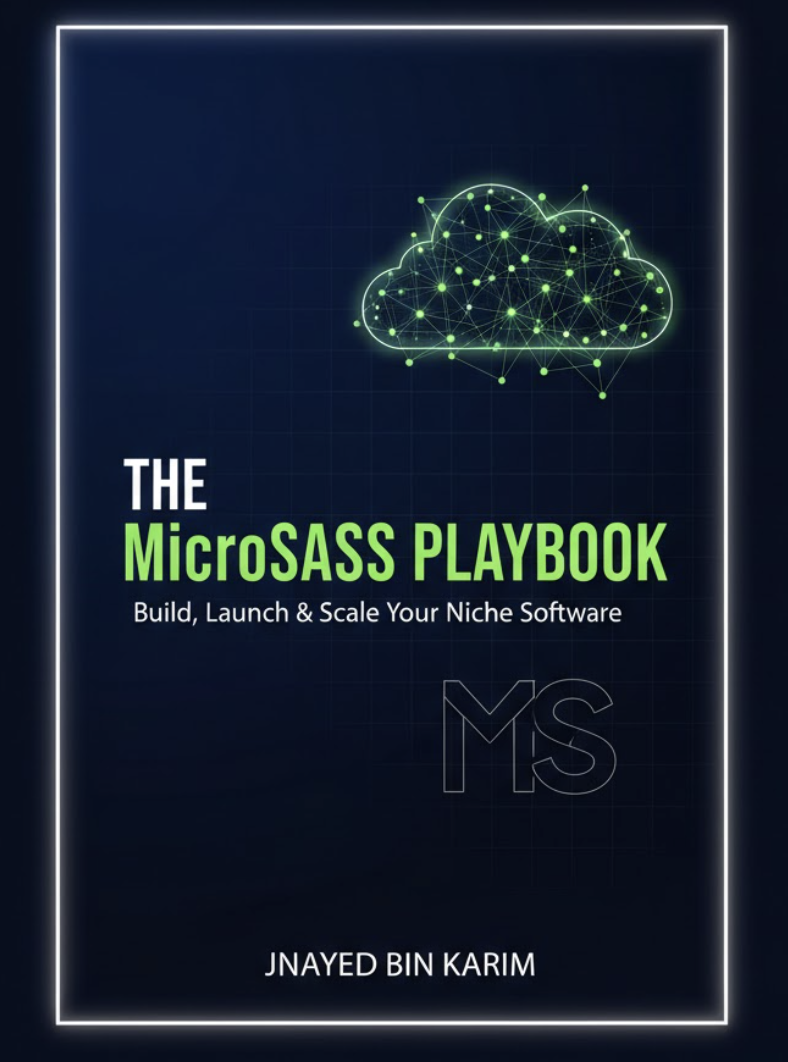 THE
MicroSASS PLAYBOOK
Build, Launch & Scale Your Niche Software
MS
JNAYED BIN KARIM